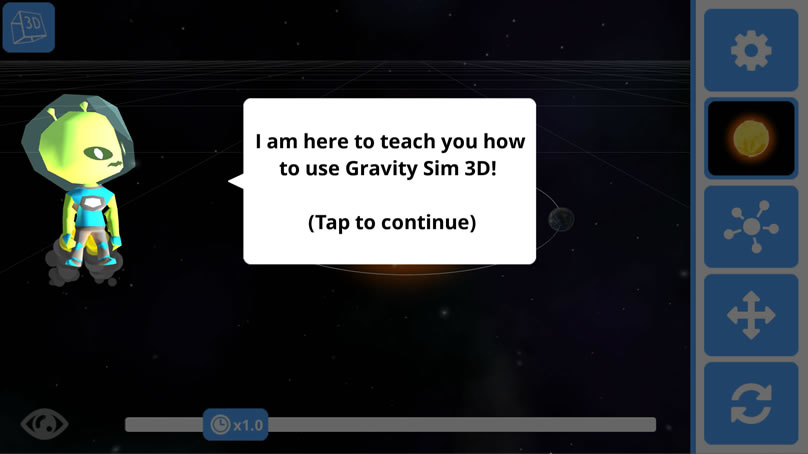 3D
I am here to teach you how
to use Gravity Sim 3D!
(Tap to continue)
x1.0